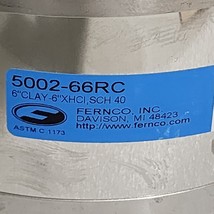 5002-66RC
6"CLAY-6"XHCI,SCH 40
FERNCO, INC.
DAVISON, MI 48423
http://www.fernco.com
ASTM C 1173